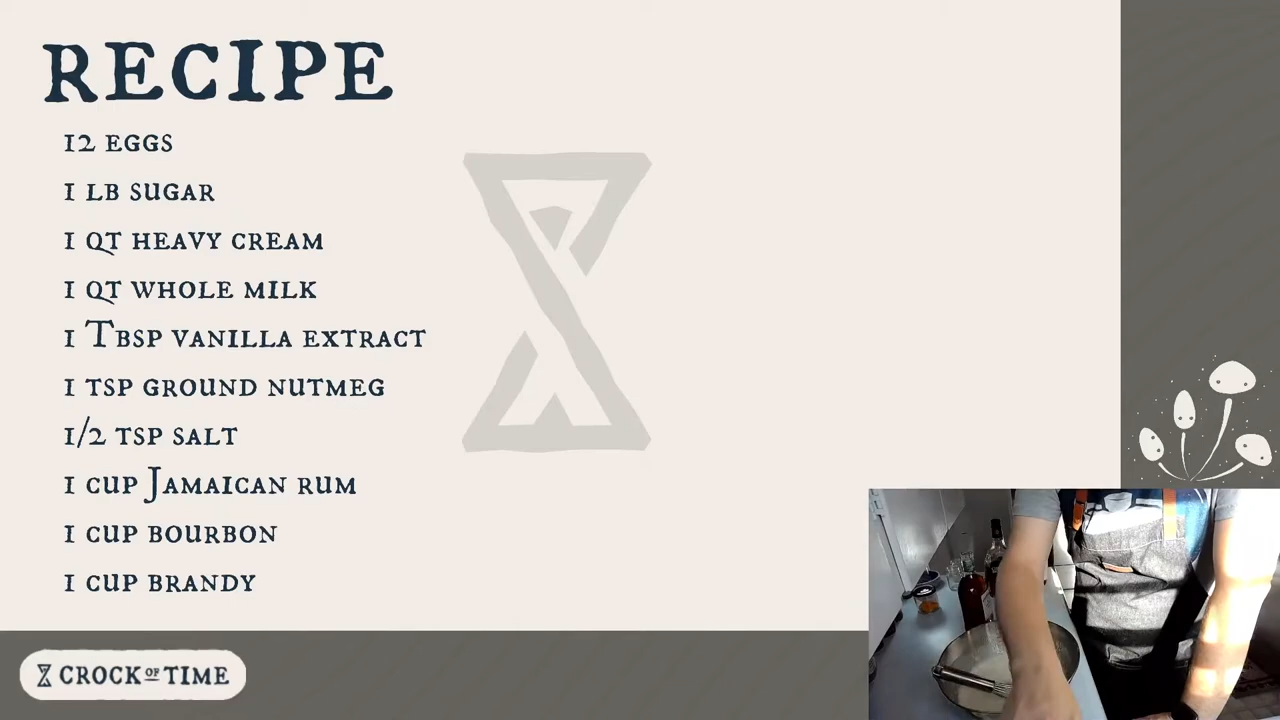 RECIPE
12 EGGS
1 LB SUGAR
1 QT HEAVY CREAM
1 QT WHOLE MILK
1 TBSP VANILLA EXTRACT
1 TSP GROUND NUTMEG
1/2 TSP SALT
1 CUP JAMAICAN RUM
1 CUP BOURBON
1 CUP BRANDY
CROCK OF TIME